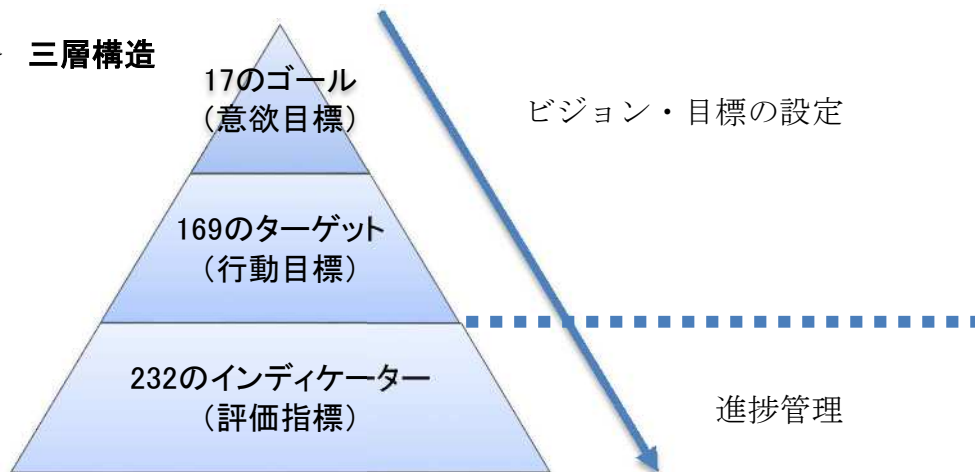 三層構造
17のゴール
（意欲目標）
ビジョン・目標の設定
169のターゲット
（行動目標）
232のインディケーター
（評価指標）
進捗管理